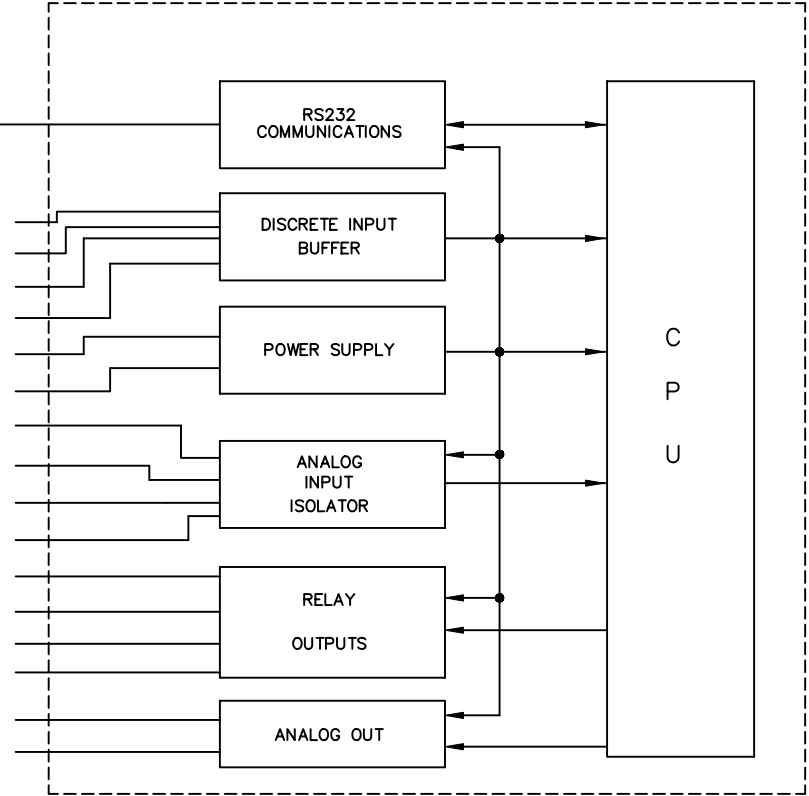 RS232
COMMUNICATIONS
DISCRETE INPUT
BUFFER
POWER SUPPLY
ANALOG
INPUT
ISOLATOR
RELAY
OUTPUTS
ANALOG OUT
C
P
U